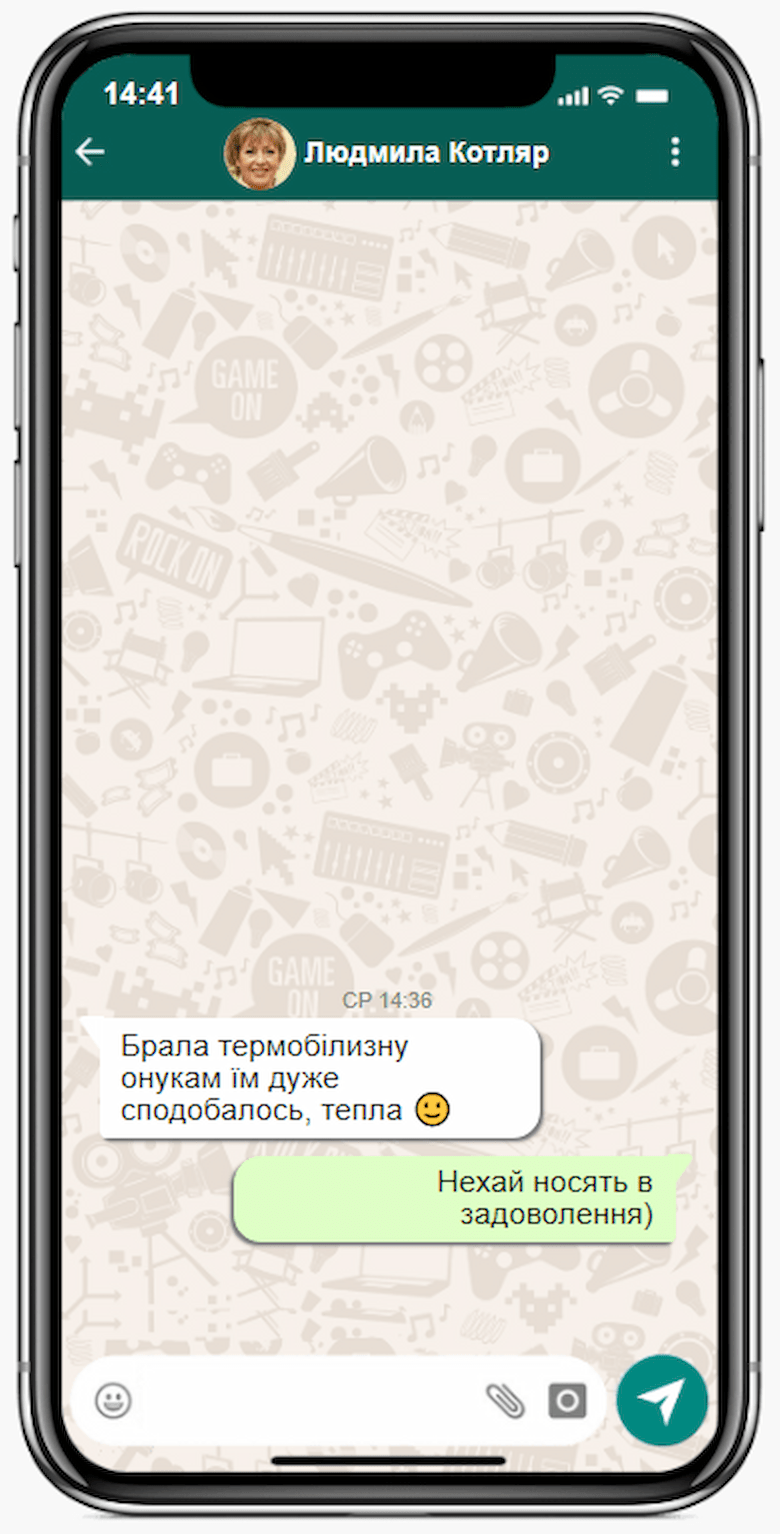 14:41
Людмила Котляр
GAME
ON
ROCK ON
GAME
ON
СР 14:36
Брала термобілизну
онукам їм дуже
сподобалось, тепла 🙂
Нехай носять в
задоволення)